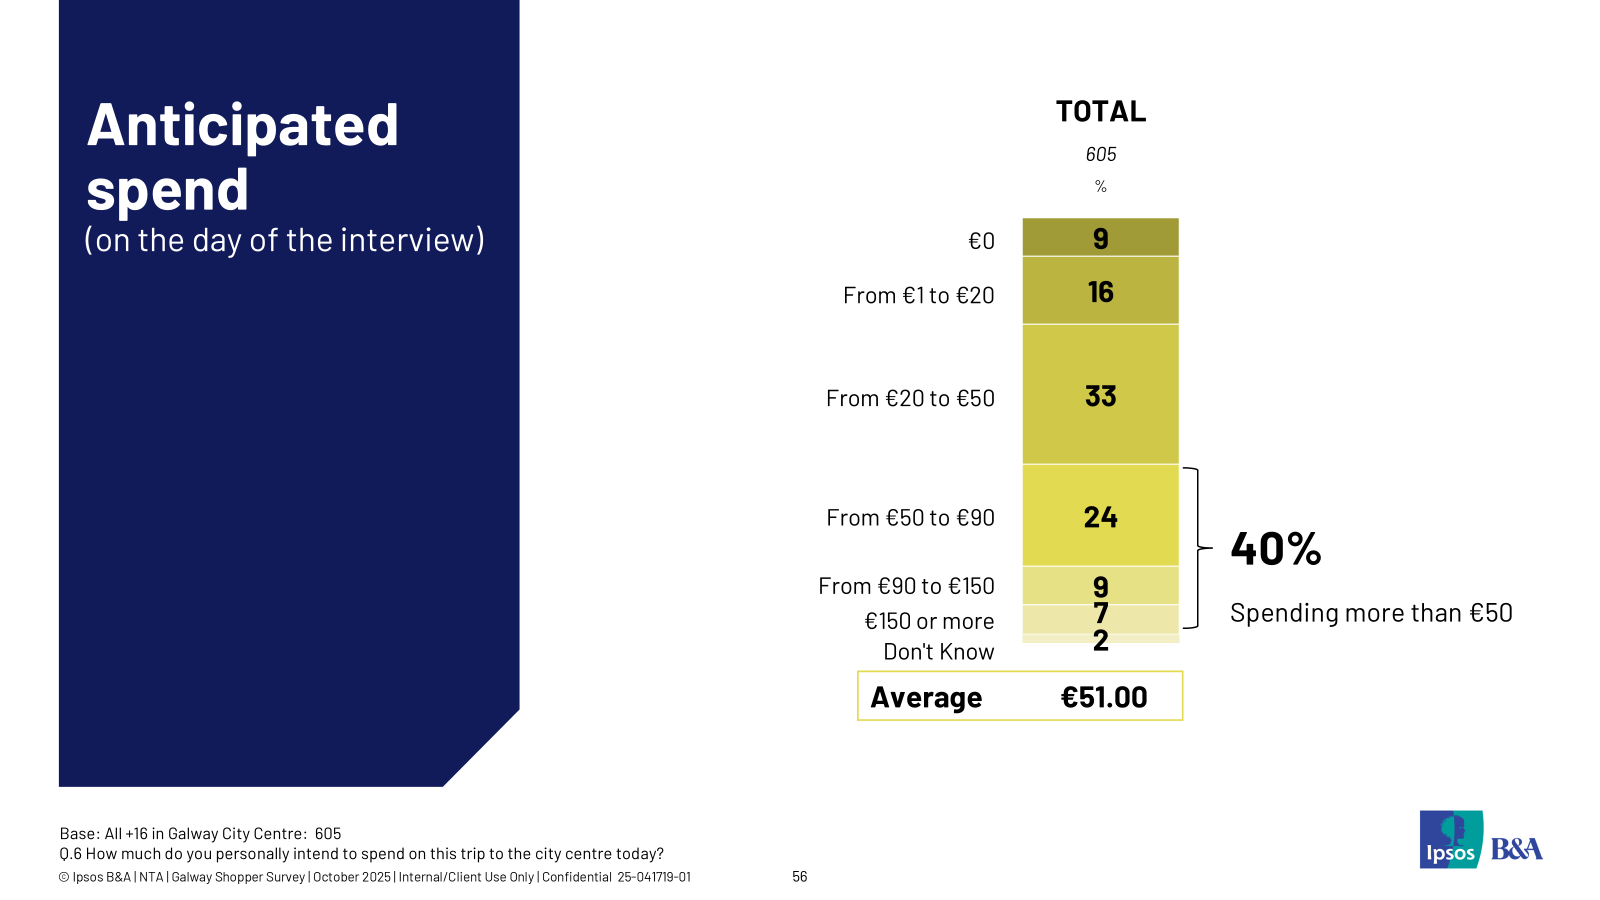 Anticipated
spend
(on the day of the interview)
TOTAL
605
%
€0 9
From €1 to €20 16
From €20 to €50 33
From €50 to €90 24
From €90 to €150 9
€150 or more 7
Don't Know 2
40%
Spending more than €50
Average €51.00
Base: All +16 in Galway City Centre: 605
Q.6 How much do you personally intend to spend on this trip to the city centre today?
© Ipsos B&A | NTA | Galway Shopper Survey | October 2025 | Internal/Client Use Only | Confidential 25-041719-01
56
Ipsos B&A